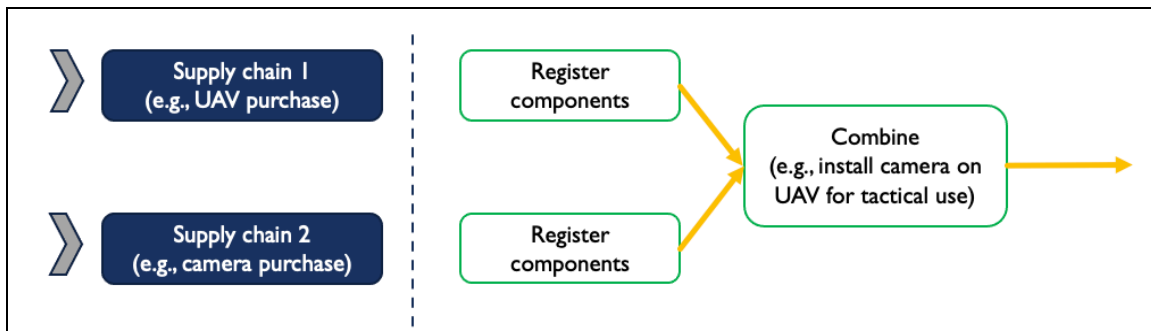 Supply chain 1
(e.g., UAV purchase)
Register
components
Combine
(e.g., install camera on
UAV for tactical use)
Supply chain 2
(e.g., camera purchase)
Register
components